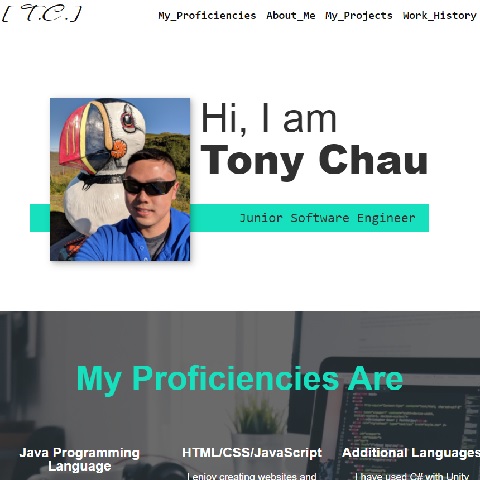 [ T.C. ]
My_Proficiencies About_Me My_Projects Work_History
Hi, I am
Tony Chau
Junior Software Engineer
My Proficiencies Are
Java Programming Language
HTML/CSS/JavaScript
I enjoy creating websites and
Additional Languages
I have used C# with Unity